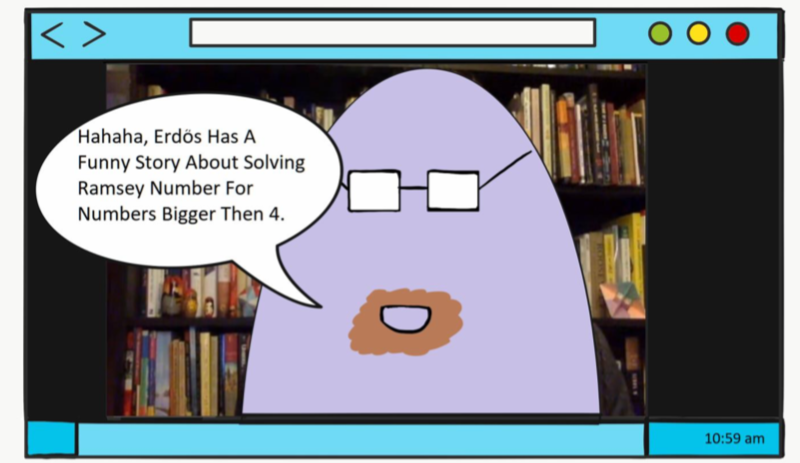 Hahaha, Erdös Has A
Funny Story About Solving
Ramsey Number For
Numbers Bigger Then 4.
10:59 am